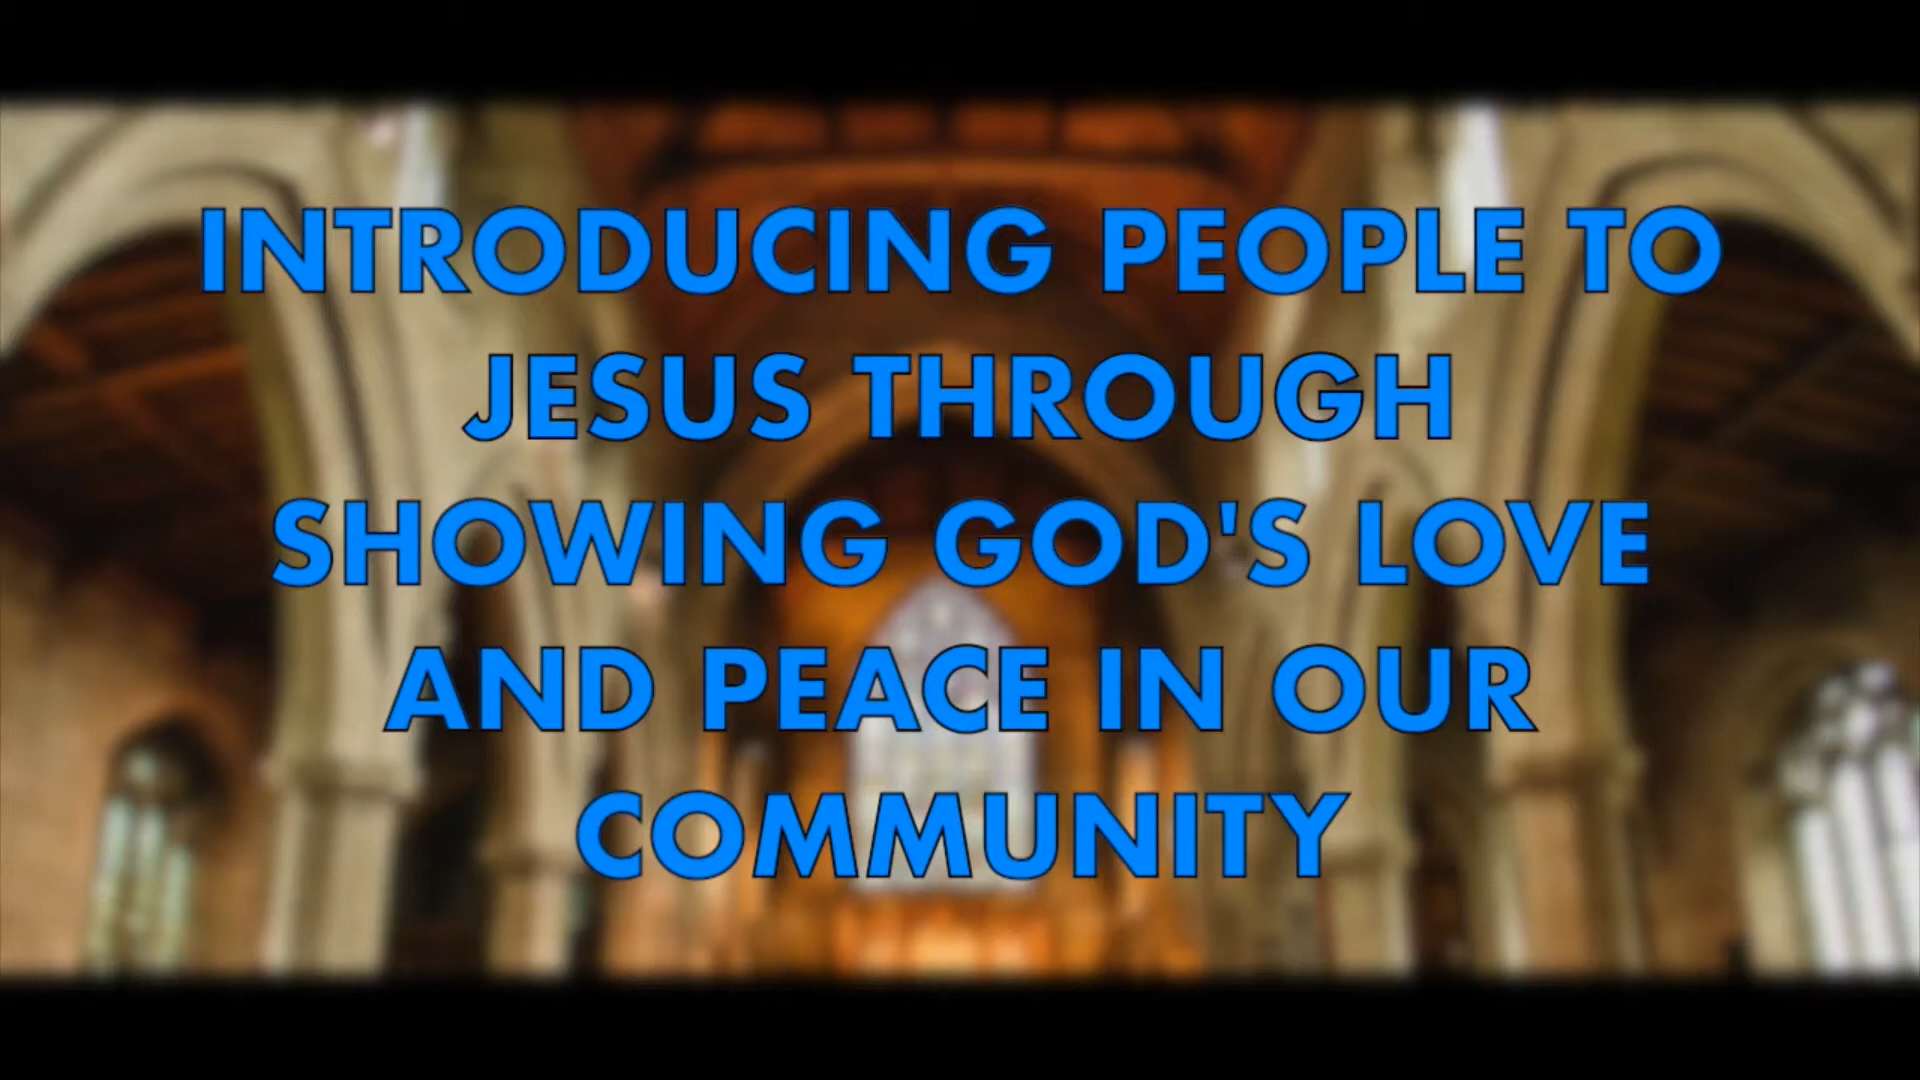 INTRODUCING PEOPLE TO
JESUS THROUGH
SHOWING GOD'S LOVE
AND PEACE IN OUR
COMMUNITY